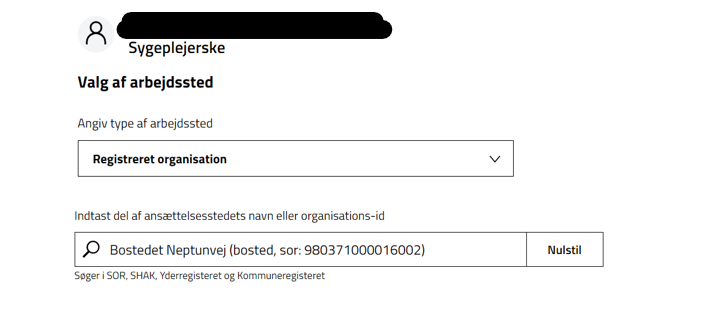 Sygeplejerske
Valg af arbejdssted
Angiv type af arbejdssted
Registreret organisation
Indtast del af ansættelsesstedets navn eller organisations-id
Bostedet Neptunvej (bosted, sor: 980371000016002)
Nulstil
Søger i SOR, SHAK, Yderregisteret og Kommuneregisteret